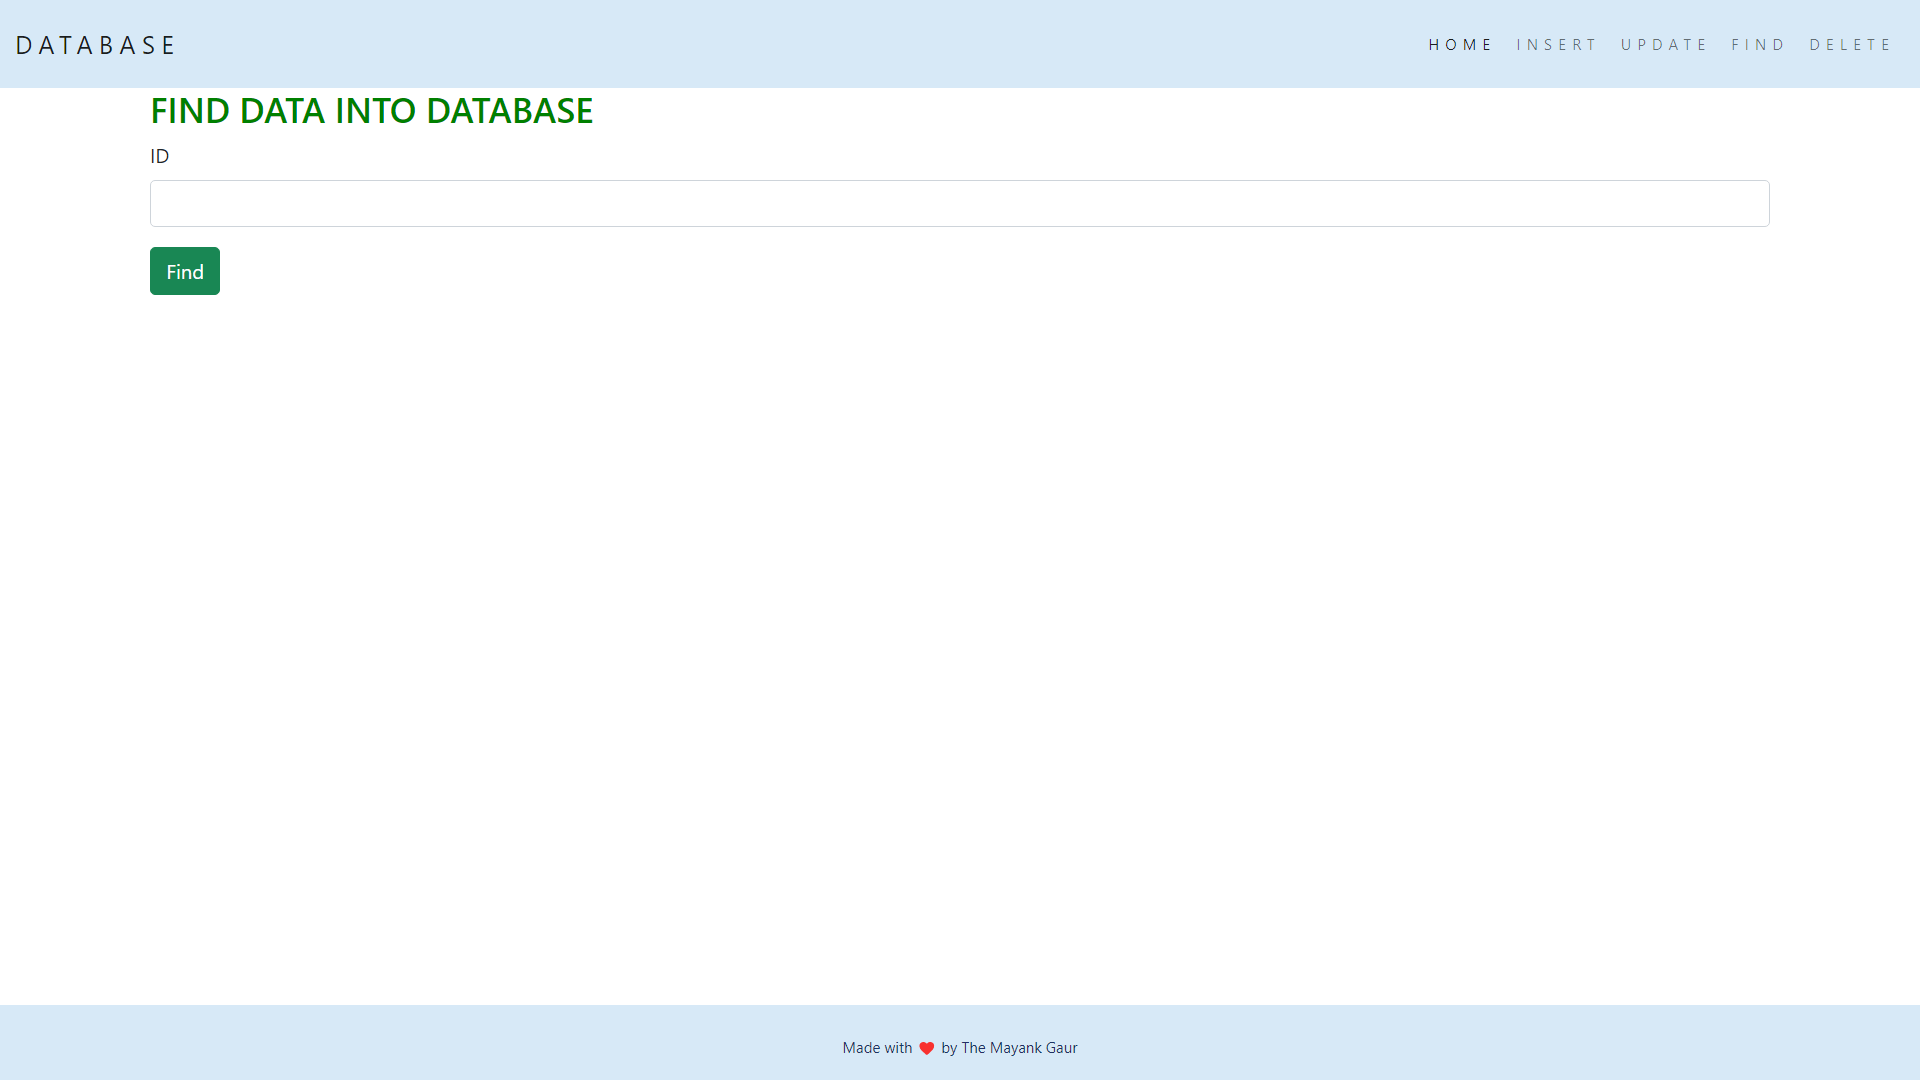 DATABASE
HOME INSERT UPDATE FIND DELETE
FIND DATA INTO DATABASE
ID
Find
Made with ❤ by The Mayank Gaur